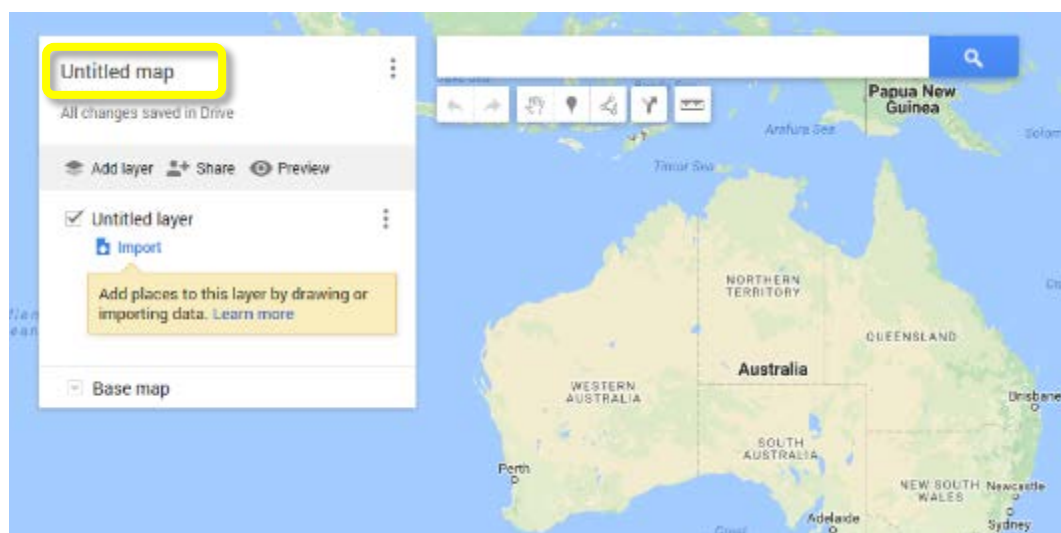 Untitled map
All changes saved in Drive
Add layer Share Preview
Untitled layer
Import
Add places to this layer by drawing or
importing data. Learn more
Base map
Papua New
Guinea
Arafura Sea
Timor Sea
NORTHERN
TERRITORY
QUEENSLAND
Australia
WESTERN
AUSTRALIA
Brisbane
SOUTH
AUSTRALIA
Perth
NEW SOUTH
WALES
Newcastle
Adelaide
Sydney
Great